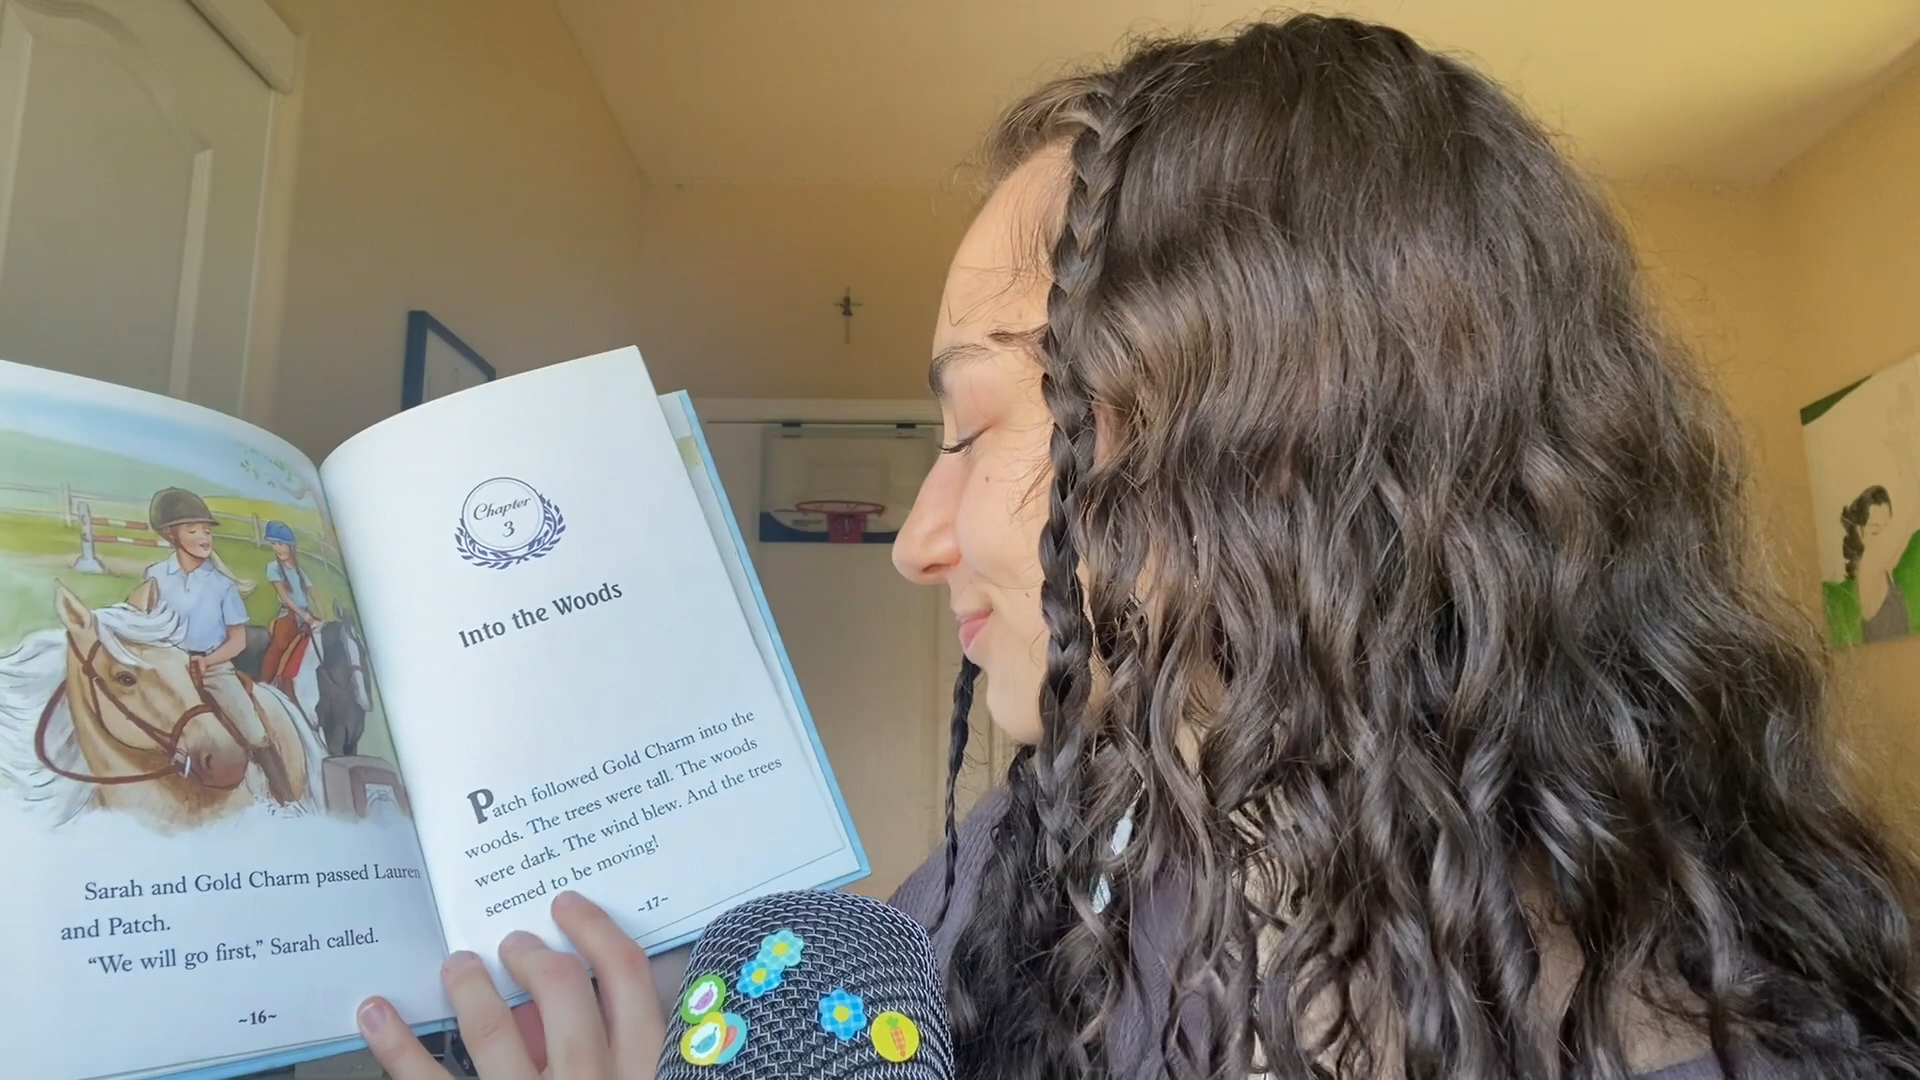 Sarah and Gold Charm passed Lauren
and Patch.
“We will go first,” Sarah called.
~16~
Chapter
3
Into the Woods
Patch followed Gold Charm into the
woods. The trees were tall. The woods
were dark. The wind blew. And the trees
seemed to be moving!
~17~